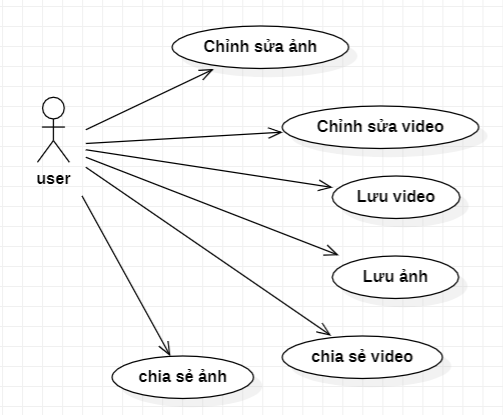 Chỉnh sửa ảnh
Chỉnh sửa video
user
Lưu video
Lưu ảnh
chia sẻ video
chia sẻ ảnh